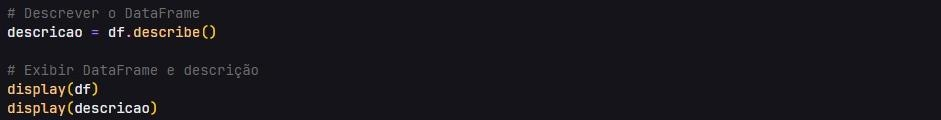 # Descrever o DataFrame
descricao = df.describe()
# Exibir DataFrame e descrição
display(df)
display(descricao)